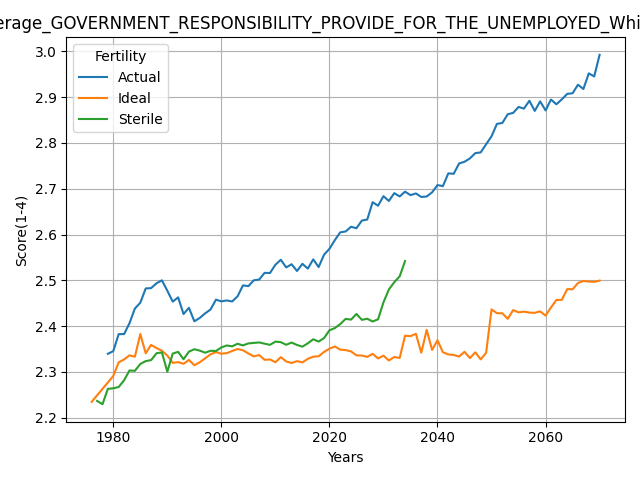 erage_GOVERNMENT_RESPONSIBILITY_PROVIDE_FOR_THE_UNEMPLOYED_Whi
Fertility
Actual
Ideal
Sterile
3.0
2.9
2.8
2.7
2.6
2.5
2.4
2.3
2.2
Score(1-4)
1980 2000 2020 2040 2060
Years